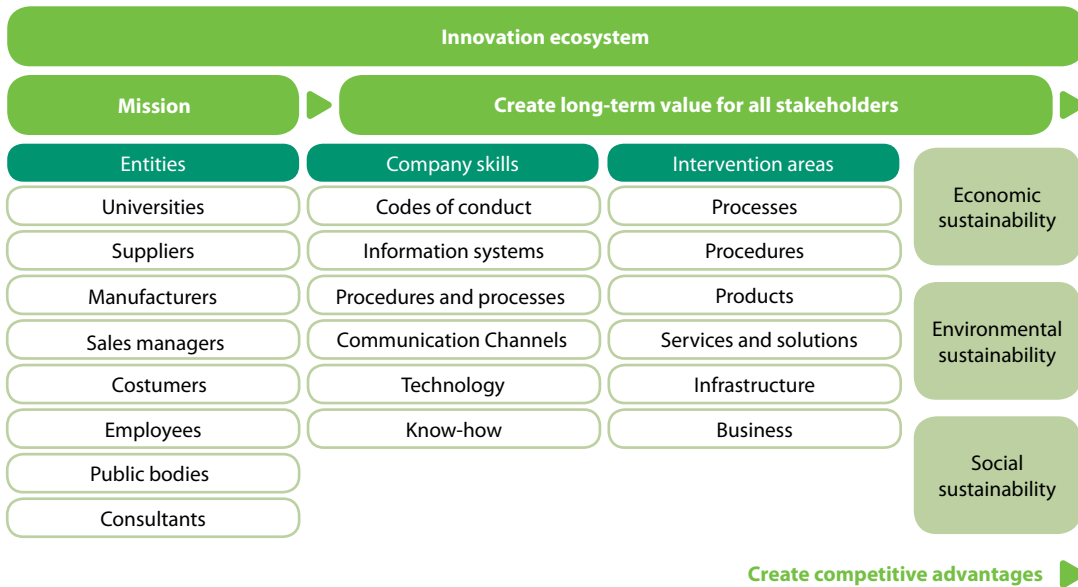 Innovation ecosystem
Mission
Create long-term value for all stakeholders
Entities
Universities
Suppliers
Manufacturers
Sales managers
Costumers
Employees
Public bodies
Consultants
Company skills
Codes of conduct
Information systems
Procedures and processes
Communication Channels
Technology
Know-how
Intervention areas
Processes
Procedures
Products
Services and solutions
Infrastructure
Business
Economic
sustainability
Environmental
sustainability
Social
sustainability
Create competitive advantages